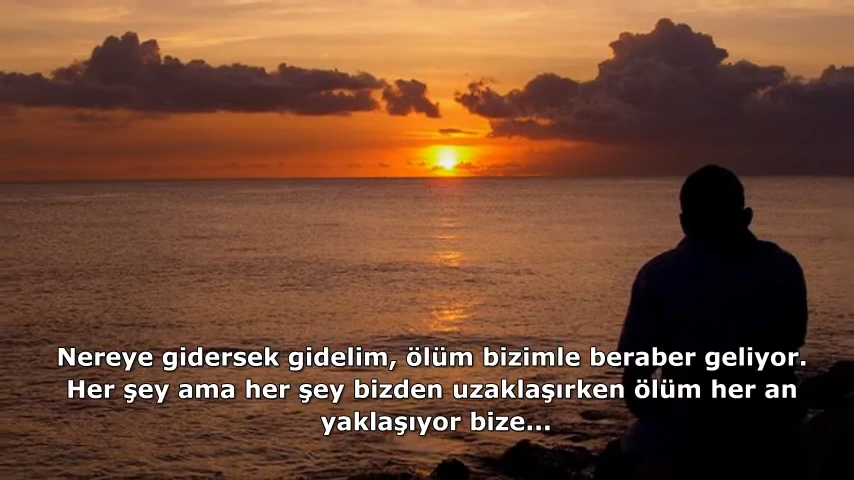 Nereye gidersek gidelim, ölüm bizimle beraber geliyor.
Her şey ama her şey bizden uzaklaşırken ölüm her an
yaklaşıyor bize...